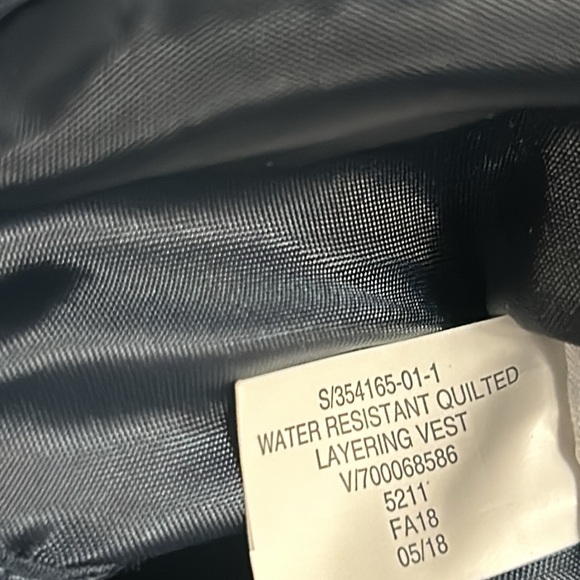 S/354165-01-1
WATER RESISTANT QUILTED
LAYERING VEST
V/700068586
5211
FA18
05/18